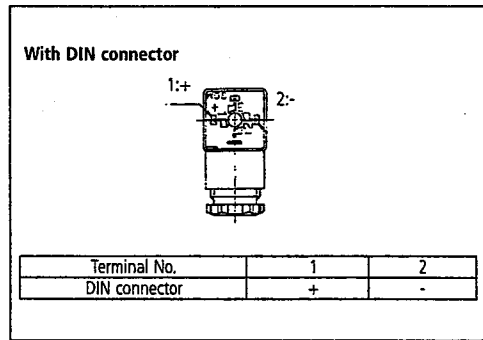 With DIN connector
1:+
2:-
Terminal No. 1 2
DIN connector + -